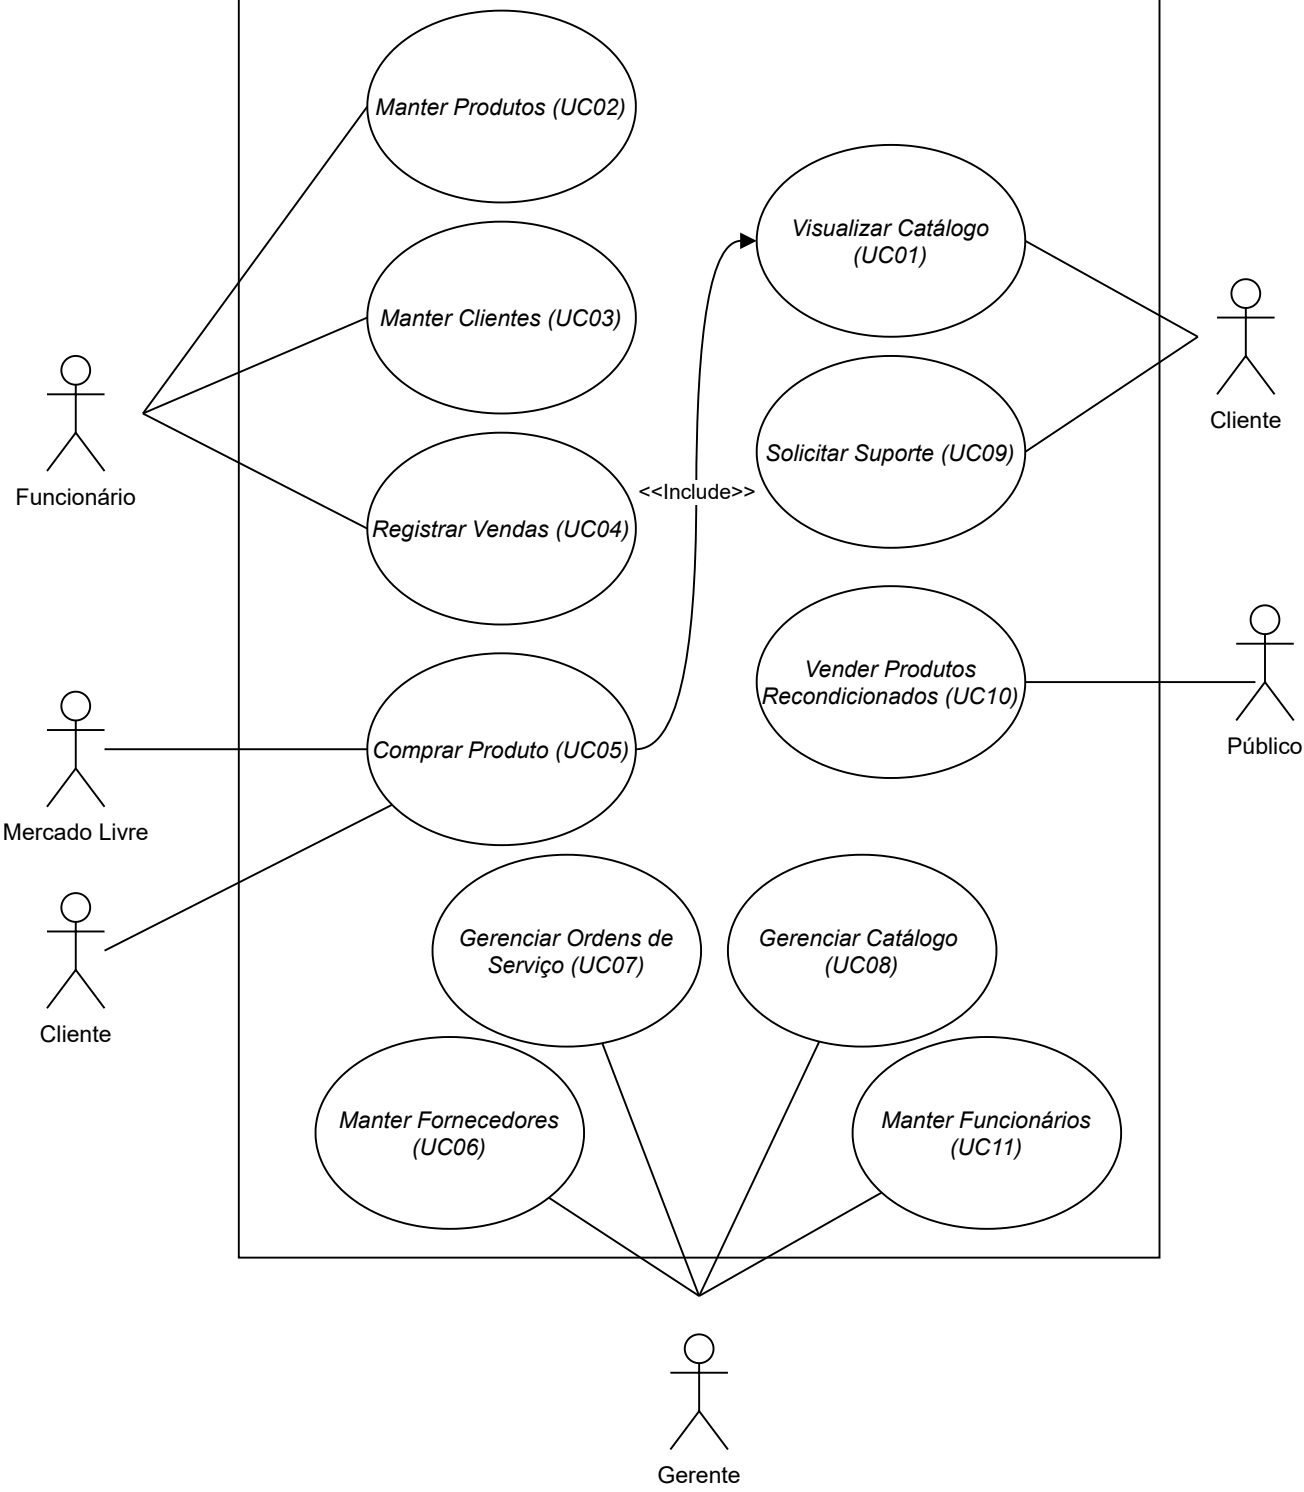 Manter Produtos (UC02)
Visualizar Catálogo
(UC01)
Manter Clientes (UC03)
Cliente
Solicitar Suporte (UC09)
Funcionário
<<Include>>
Registrar Vendas (UC04)
Vender Produtos
Recondicionados (UC10)
Público
Comprar Produto (UC05)
Mercado Livre
Gerenciar Ordens de
Serviço (UC07)
Gerenciar Catálogo
(UC08)
Cliente
Manter Fornecedores
(UC06)
Manter Funcionários
(UC11)
Gerente